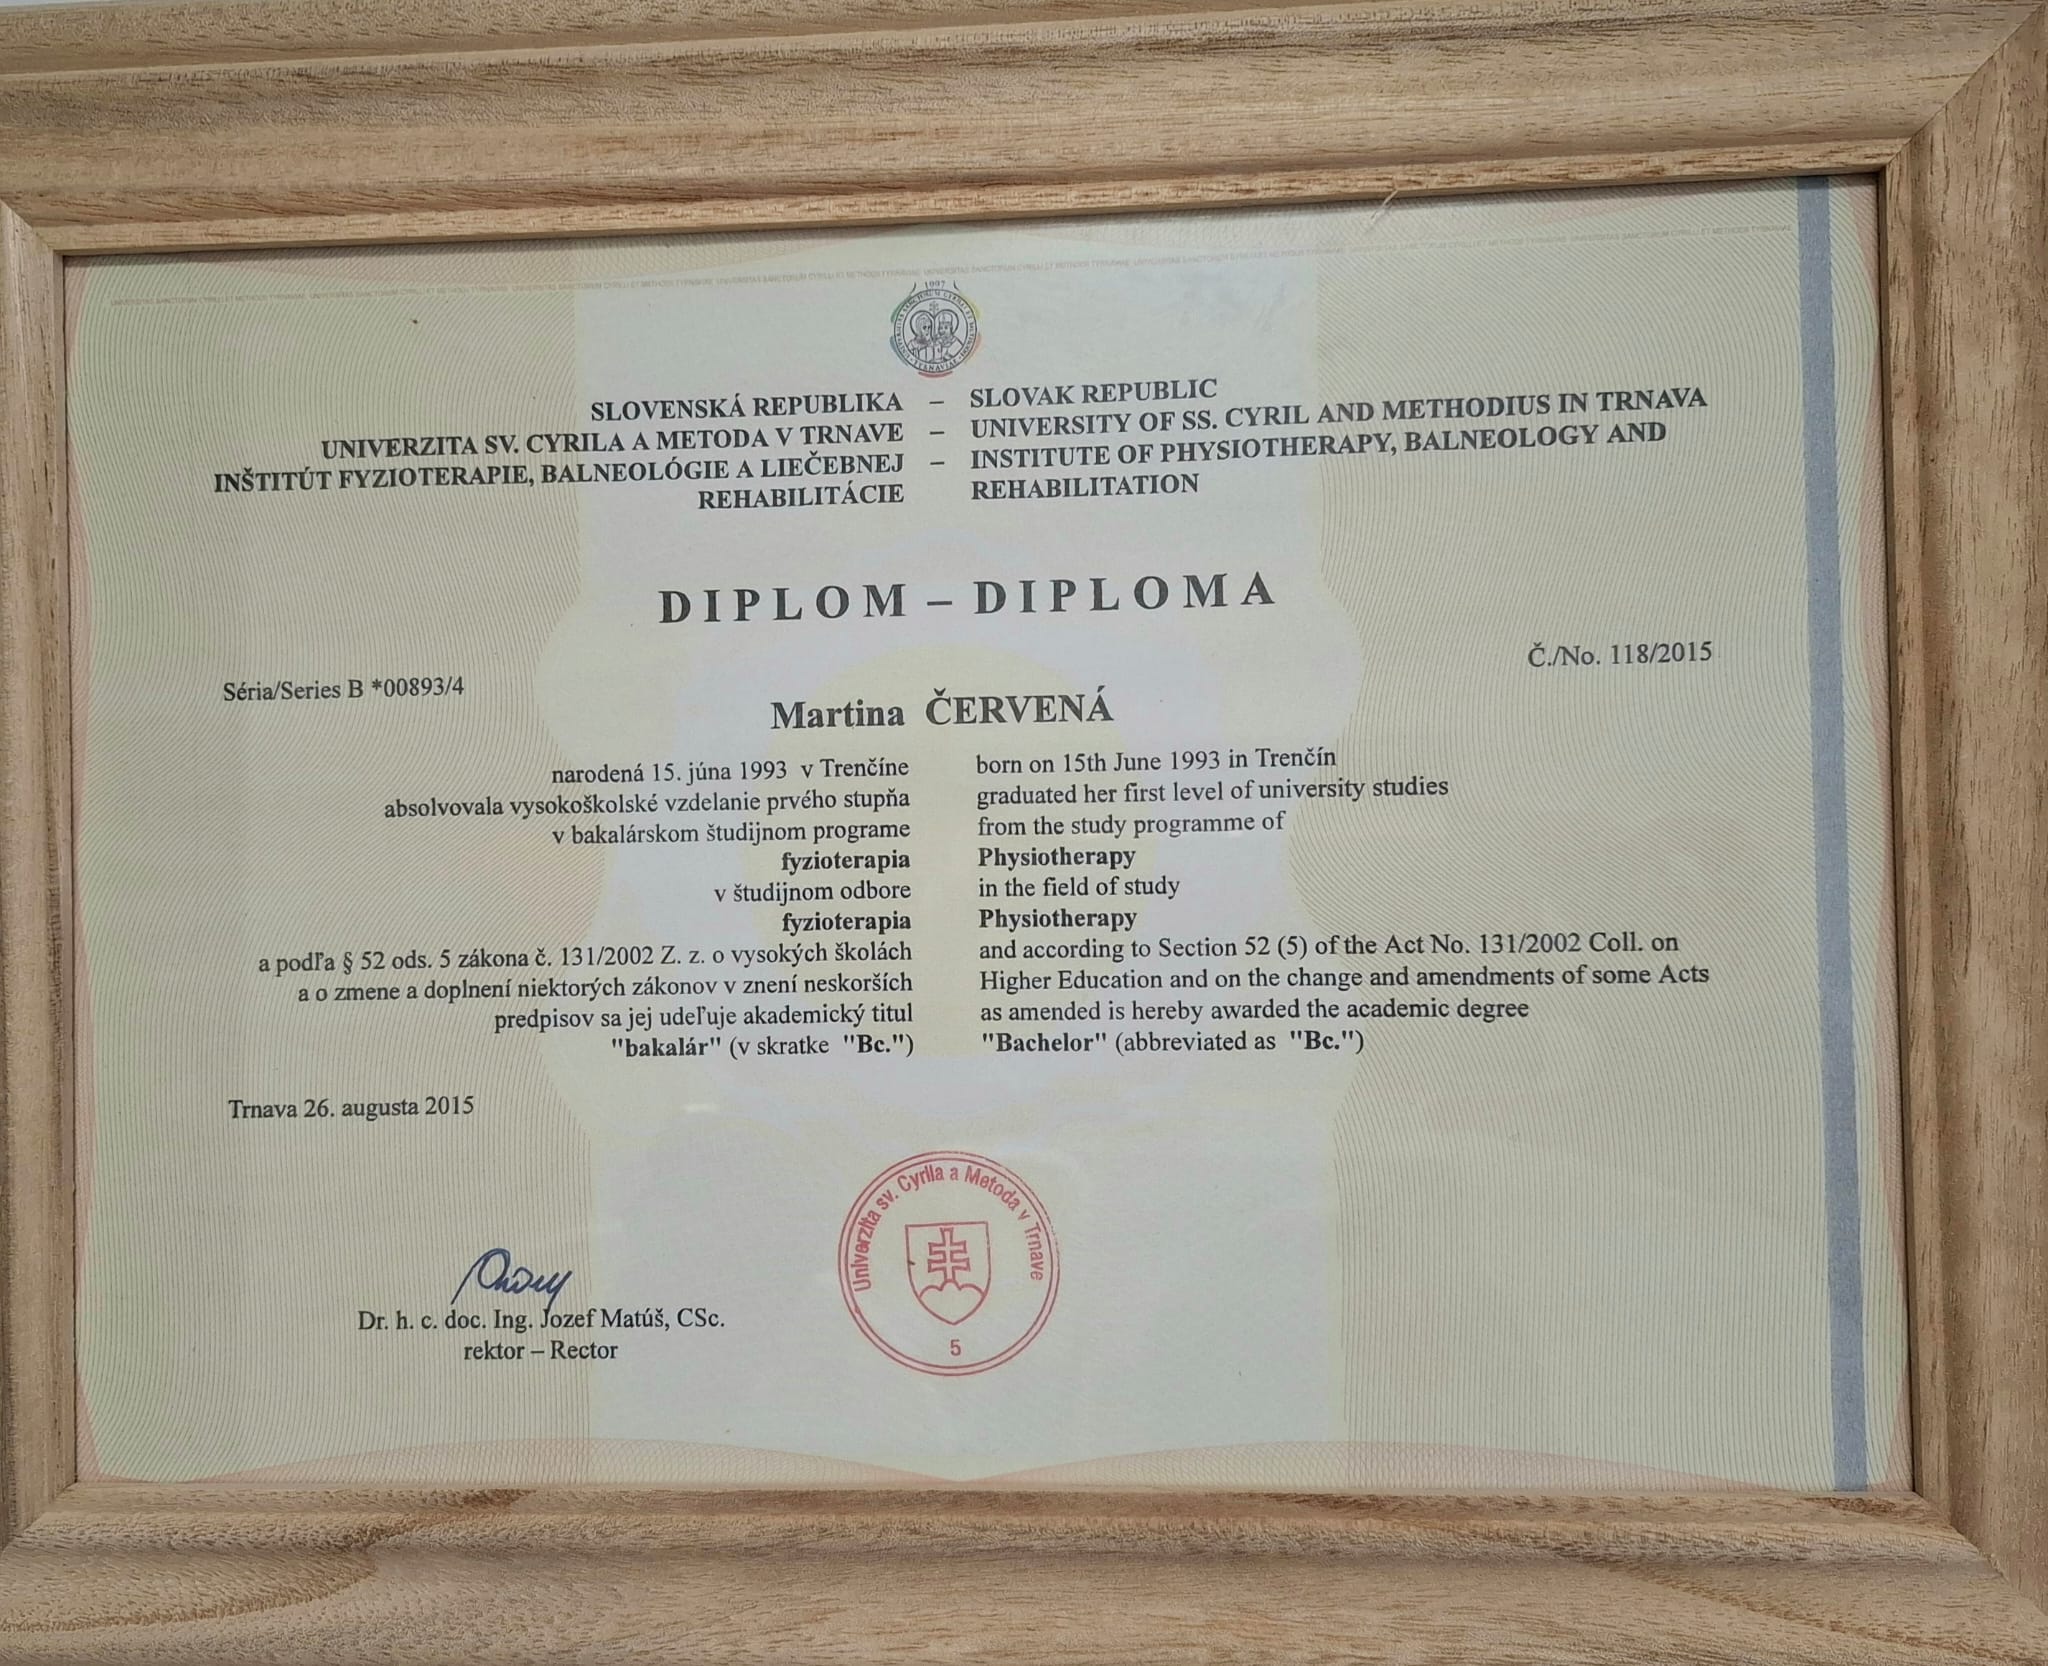 1997
SLOVENSKÁ REPUBLIKA – SLOVAK REPUBLIC
UNIVERZITA SV. CYRILA A METODA V TRNAVE – UNIVERSITY OF SS. CYRIL AND METHODIUS IN TRNAVA
INŠTITÚT FYZIOTERAPIE, BALNEOLÓGIE A LIEČEBNEJ – INSTITUTE OF PHYSIOTHERAPY, BALNEOLOGY AND
REHABILITÁCIE REHABILITATION
DIPLOM – DIPLOMA
Séria/Series B *00893/4 Č./No. 118/2015
Martina ČERVENÁ
narodená 15. júna 1993 v Trenčíne born on 15th June 1993 in Trenčín
absolvovala vysokoškolské vzdelanie prvého stupňa graduated her first level of university studies
v bakalárskom študijnom programe from the study programme of
fyzioterapia Physiotherapy
v študijnom odbore in the field of study
fyzioterapia Physiotherapy
a podľa § 52 ods. 5 zákona č. 131/2002 Z. z. o vysokých školách and according to Section 52 (5) of the Act No. 131/2002 Coll. on
a o zmene a doplnení niektorých zákonov v znení neskorších Higher Education and on the change and amendments of some Acts
predpisov sa jej udeľuje akademický titul as amended is hereby awarded the academic degree
"bakalár" (v skratke "Bc.") "Bachelor" (abbreviated as "Bc.")
Trnava 26. augusta 2015
Univerzita sv. Cyrila a Metoda v Trnave
5
Dr. h. c. doc. Ing. Jozef Matúš, CSc.
rektor – Rector